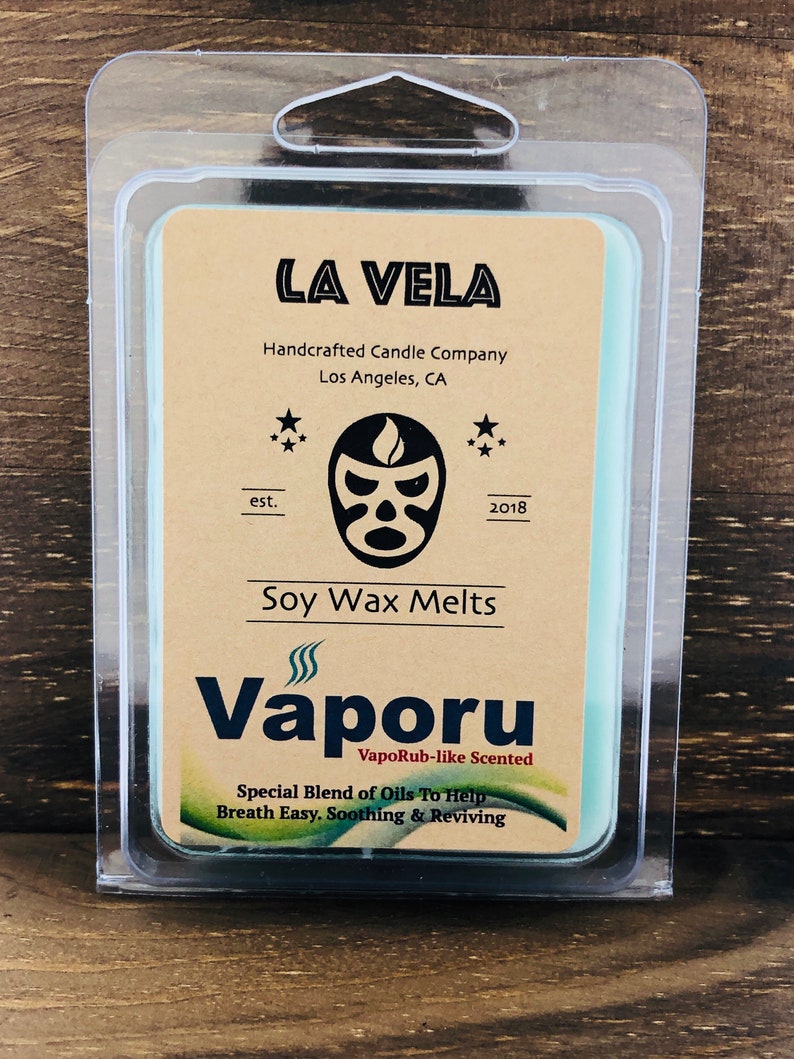 LA VELA
Handcrafted Candle Company
Los Angeles, CA
est.
2018
Soy Wax Melts
Vaporu
VapoRub-like Scented
Special Blend of Oils To Help
Breath Easy. Soothing & Reviving